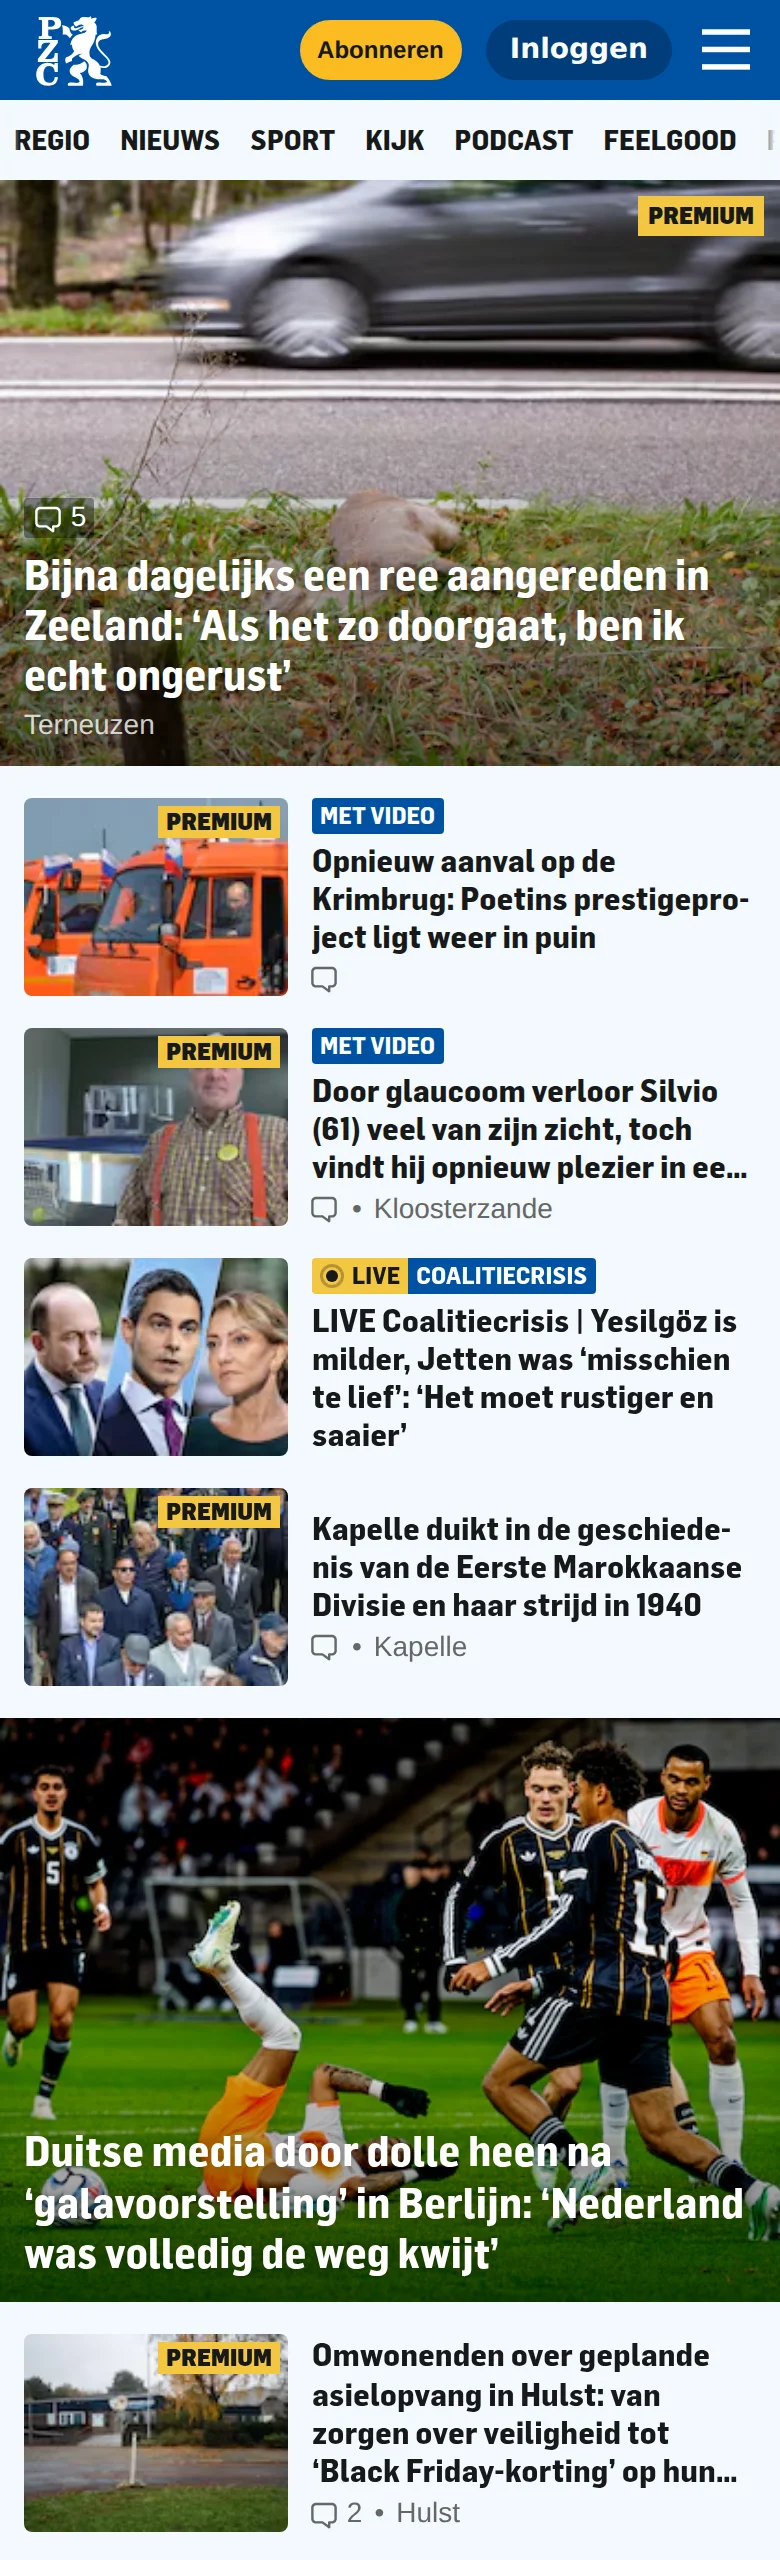 PZC
Abonneren
Inloggen
REGIO NIEUWS SPORT KIJK PODCAST FEELGOOD
PREMIUM
5
Bijna dagelijks een ree aangereden in
Zeeland: ‘Als het zo doorgaat, ben ik
echt ongerust’
Terneuzen
PREMIUM
MET VIDEO
Opnieuw aanval op de
Krimbrug: Poetins prestigepro-
ject ligt weer in puin
PREMIUM
MET VIDEO
Door glaucoom verloor Silvio
(61) veel van zijn zicht, toch
vindt hij opnieuw plezier in ee...
• Kloosterzande
LIVE COALITIECRISIS
LIVE Coalitiecrisis | Yesilgöz is
milder, Jetten was ‘misschien
te lief’: ‘Het moet rustiger en
saaier’
PREMIUM
Kapelle duikt in de geschiede-
nis van de Eerste Marokkaanse
Divisie en haar strijd in 1940
• Kapelle
5
Duitse media door dolle heen na
‘galavoorstelling’ in Berlijn: ‘Nederland
was volledig de weg kwijt’
PREMIUM
Omwonenden over geplande
asielopvang in Hulst: van
zorgen over veiligheid tot
‘Black Friday-korting’ op hun...
2 • Hulst